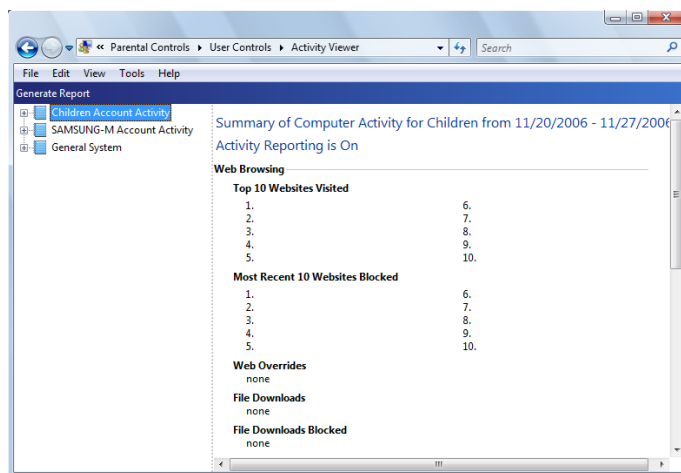 « Parental Controls ▸ User Controls ▸ Activity Viewer
Search
File Edit View Tools Help
Generate Report
Children Account Activity
SAMSUNG-M Account Activity
General System
Summary of Computer Activity for Children from 11/20/2006 - 11/27/2006
Activity Reporting is On
Web Browsing
Top 10 Websites Visited
1. 6.
2. 7.
3. 8.
4. 9.
5. 10.
Most Recent 10 Websites Blocked
1. 6.
2. 7.
3. 8.
4. 9.
5. 10.
Web Overrides
none
File Downloads
none
File Downloads Blocked
none